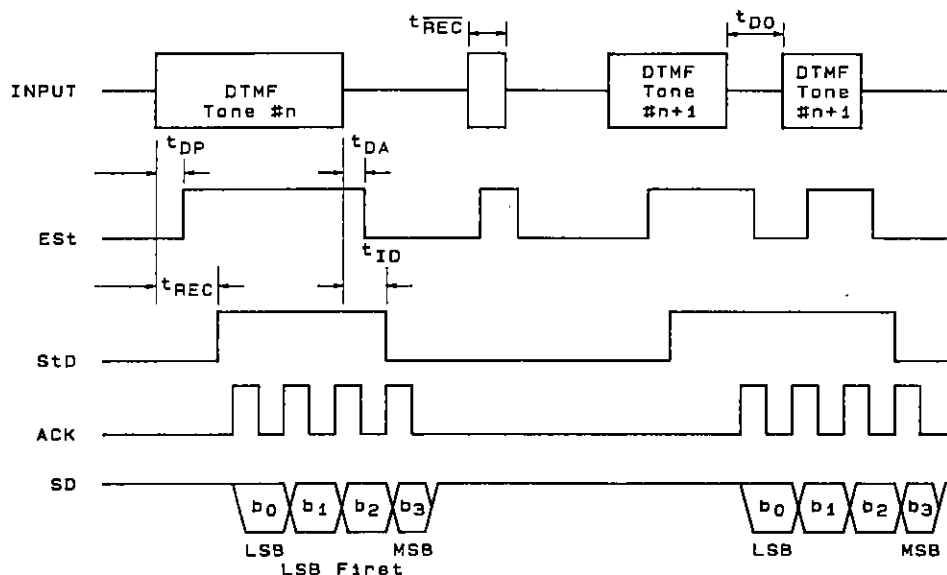 tREC
tDO
INPUT
DTMF
Tone #n
DTMF
Tone
#n+1
DTMF
Tone
#n+1
tDP
tDA
ESt
tID
tREC
StD
ACK
SD
b0
b1
b2
b3
b0
b1
b2
b3
LSB
MSB
LSB
MSB
LSB First